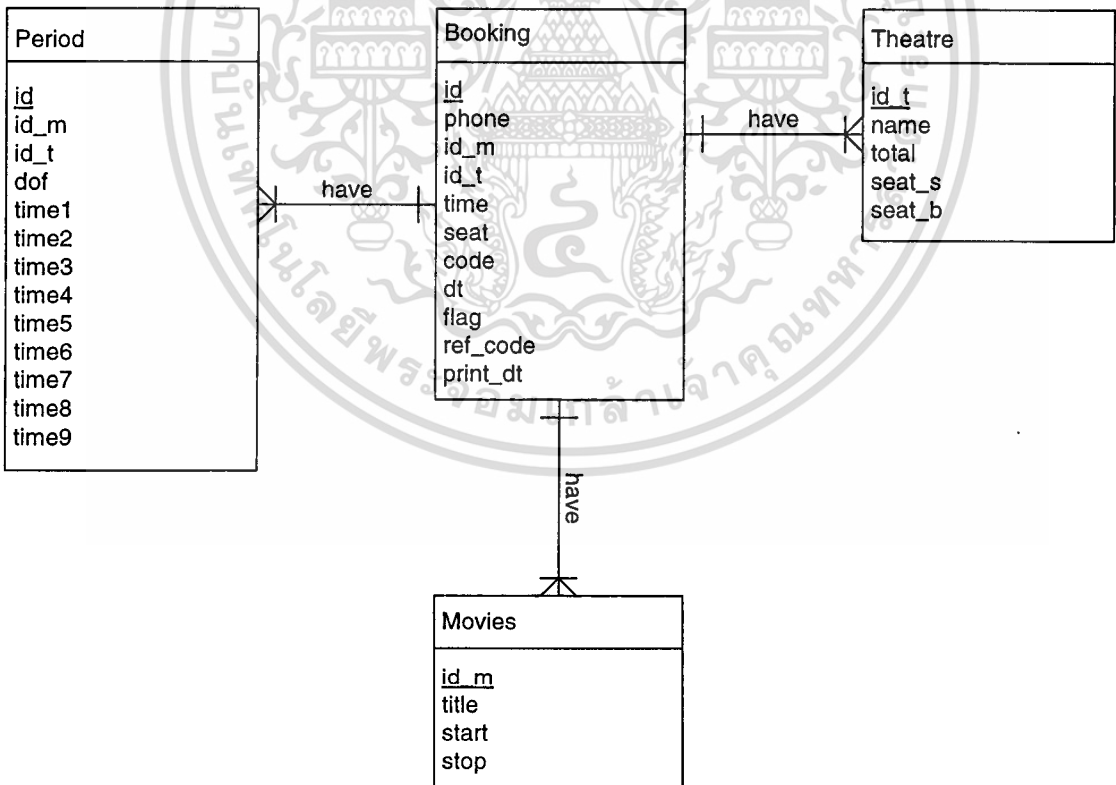 Period
id
id_m
id_t
dof
time1
time2
time3
time4
time5
time6
time7
time8
time9
have
Booking
id
phone
id_m
id_t
time
seat
code
dt
flag
ref_code
print_dt
have
Theatre
id_t
name
total
seat_s
seat_b
have
Movies
id_m
title
start
stop